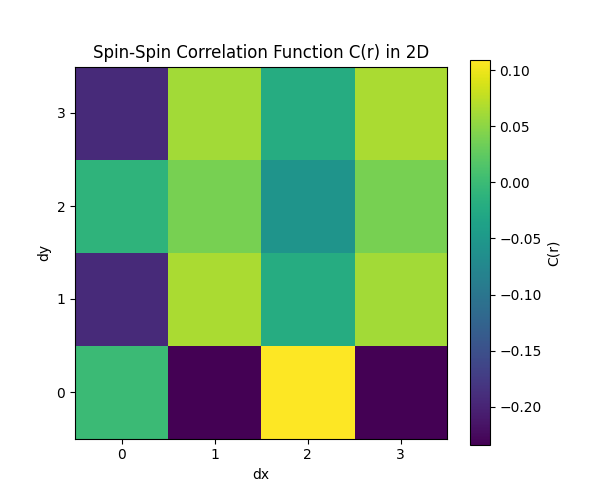 Spin-Spin Correlation Function C(r) in 2D
3
2
1
0
dy
0 1 2 3
dx
0.10
0.05
0.00
−0.05
−0.10
−0.15
−0.20
C(r)